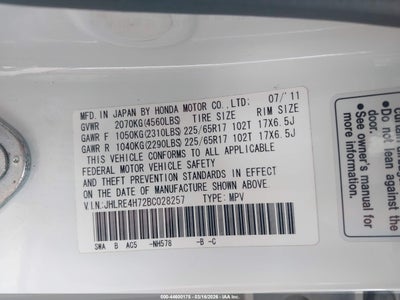 MFD. IN JAPAN BY HONDA MOTOR CO.,LTD: 07/'11
GVWR 2070KG(4560LBS) TIRE SIZE RIM SIZE
GAWR F 1050KG(2310LBS) 225/65R17 102T 17X6.5J
GAWR R 1040KG(2290LBS) 225/65R17 102T 17X6.5J
THIS VEHICLE CONFORMS TO ALL APPLICABLE
FEDERAL MOTOR VEHICLE SAFETY
AND THEFT PREVENTION STANDARDS IN EFFECT ON
THE DATE OF MANUFACTURE SHOWN ABOVE.
V.I.N:JHLRE4H72BC028257 TYPE: MPV
SWA B AC5 -NH578 -B -C
• Do not lean
door.
• See owner's manual for
500-44600175 - 03/16/2026 -